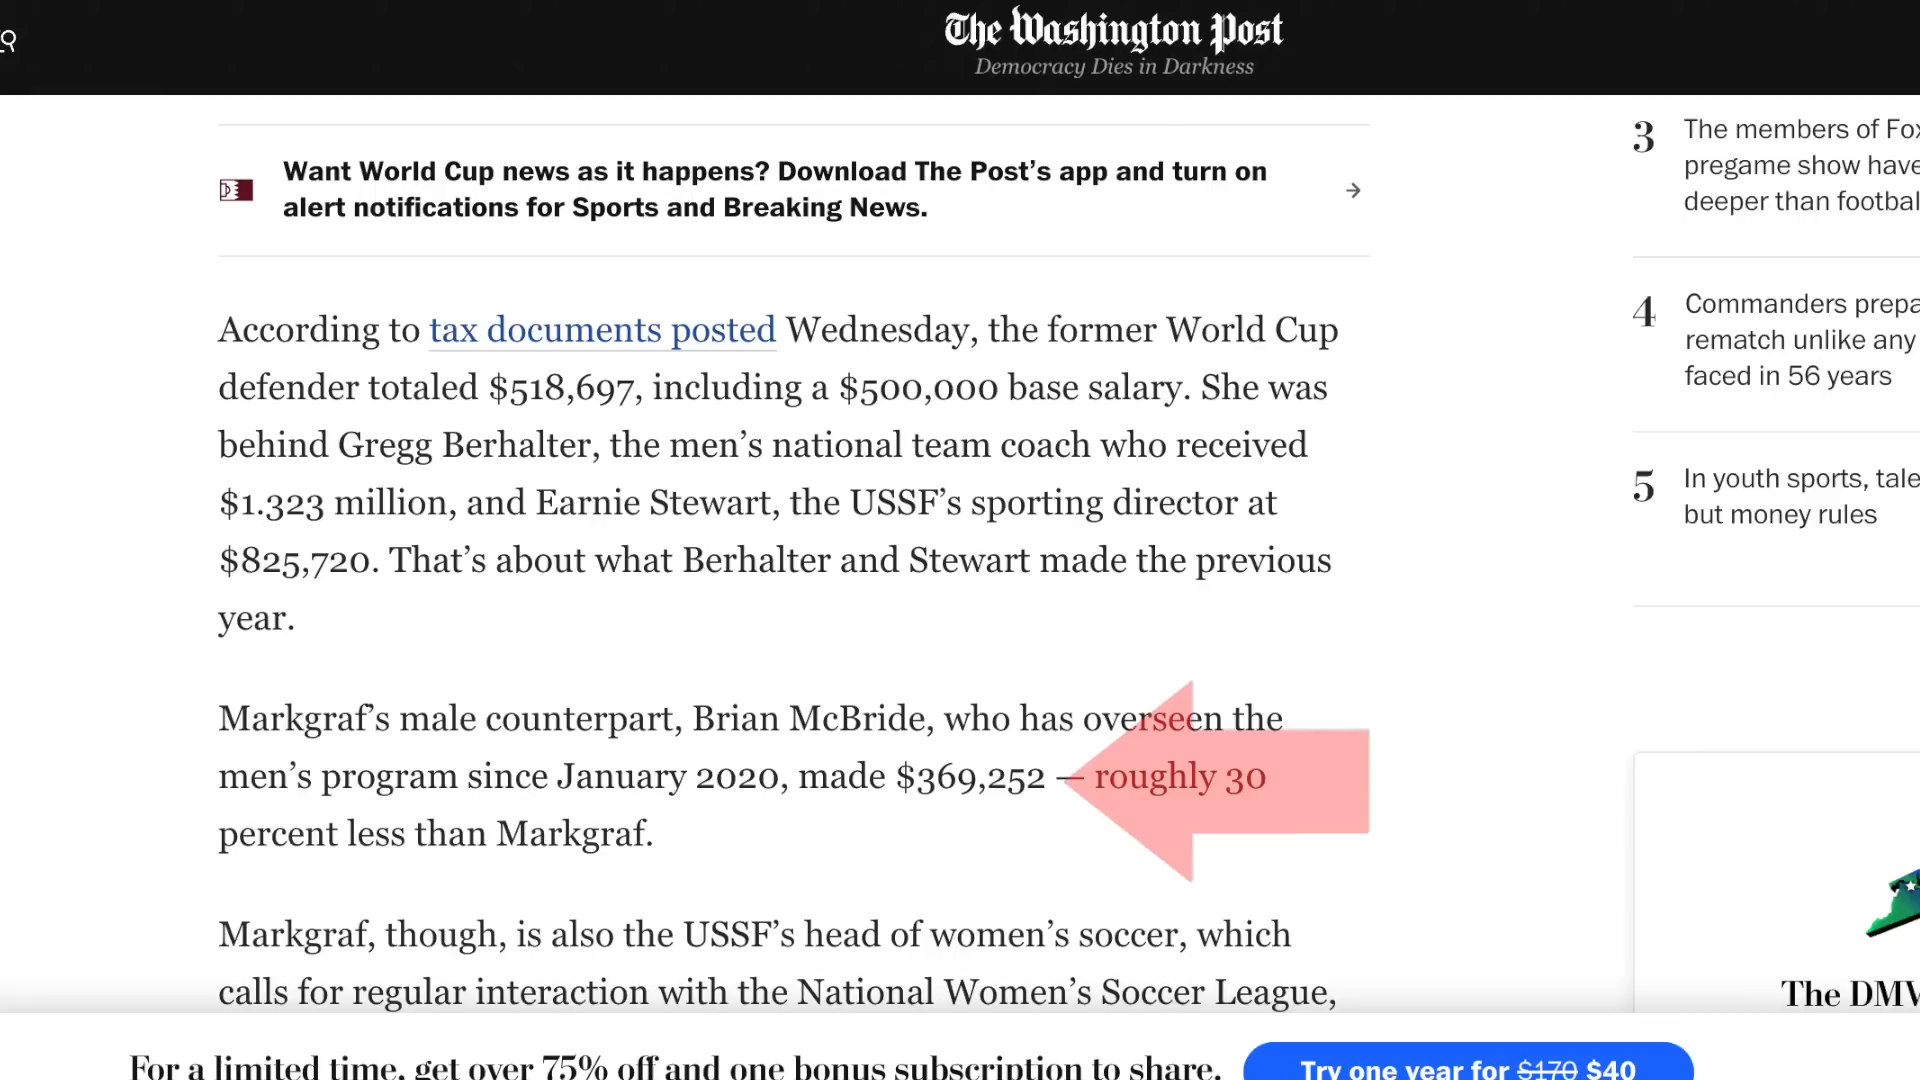 The Washington Post
Democracy Dies in Darkness
Want World Cup news as it happens? Download The Post’s app and turn on
alert notifications for Sports and Breaking News.
According to tax documents posted Wednesday, the former World Cup
defender totaled $518,697, including a $500,000 base salary. She was
behind Gregg Berhalter, the men’s national team coach who received
$1.323 million, and Earnie Stewart, the USSF’s sporting director at
$825,720. That’s about what Berhalter and Stewart made the previous
year.
Markgraf’s male counterpart, Brian McBride, who has overseen the
men’s program since January 2020, made $369,252 — roughly 30
percent less than Markgraf.
Markgraf, though, is also the USSF’s head of women’s soccer, which
calls for regular interaction with the National Women’s Soccer League,
3
The members of Fox
pregame show have
deeper than footbal
4
Commanders prepa
rematch unlike any
faced in 56 years
5
In youth sports, tale
but money rules
The DMV
For a limited time, get over 75% off and one bonus subscription to share.
Try one year for $170 $40